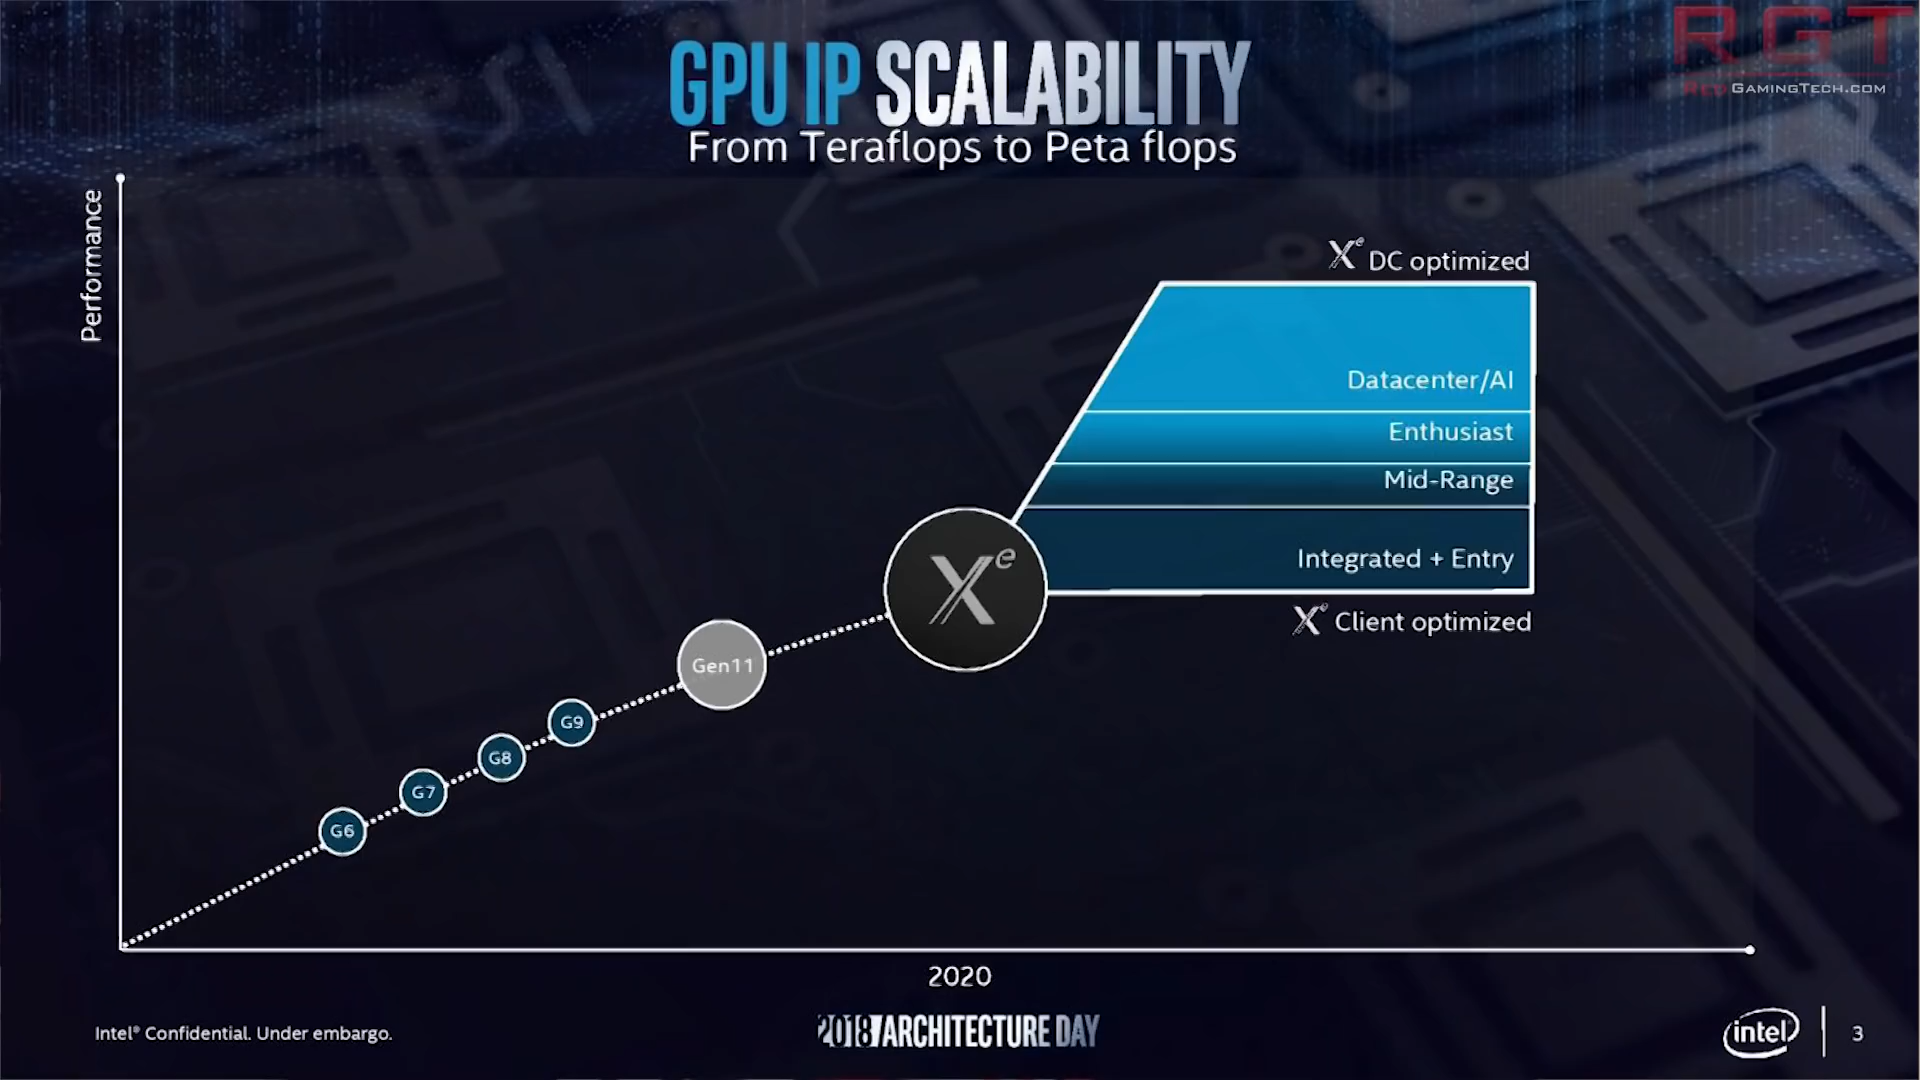 RGT
RedGamingTech.com
GPU IP SCALABILITY
From Teraflops to Peta flops
Performance
Xe DC optimized
Datacenter/AI
Enthusiast
Mid-Range
Integrated + Entry
Xe Client optimized
Xe
Gen11
G9
G8
G7
G6
2020
Intel® Confidential. Under embargo.
2018 ARCHITECTURE DAY
intel
3